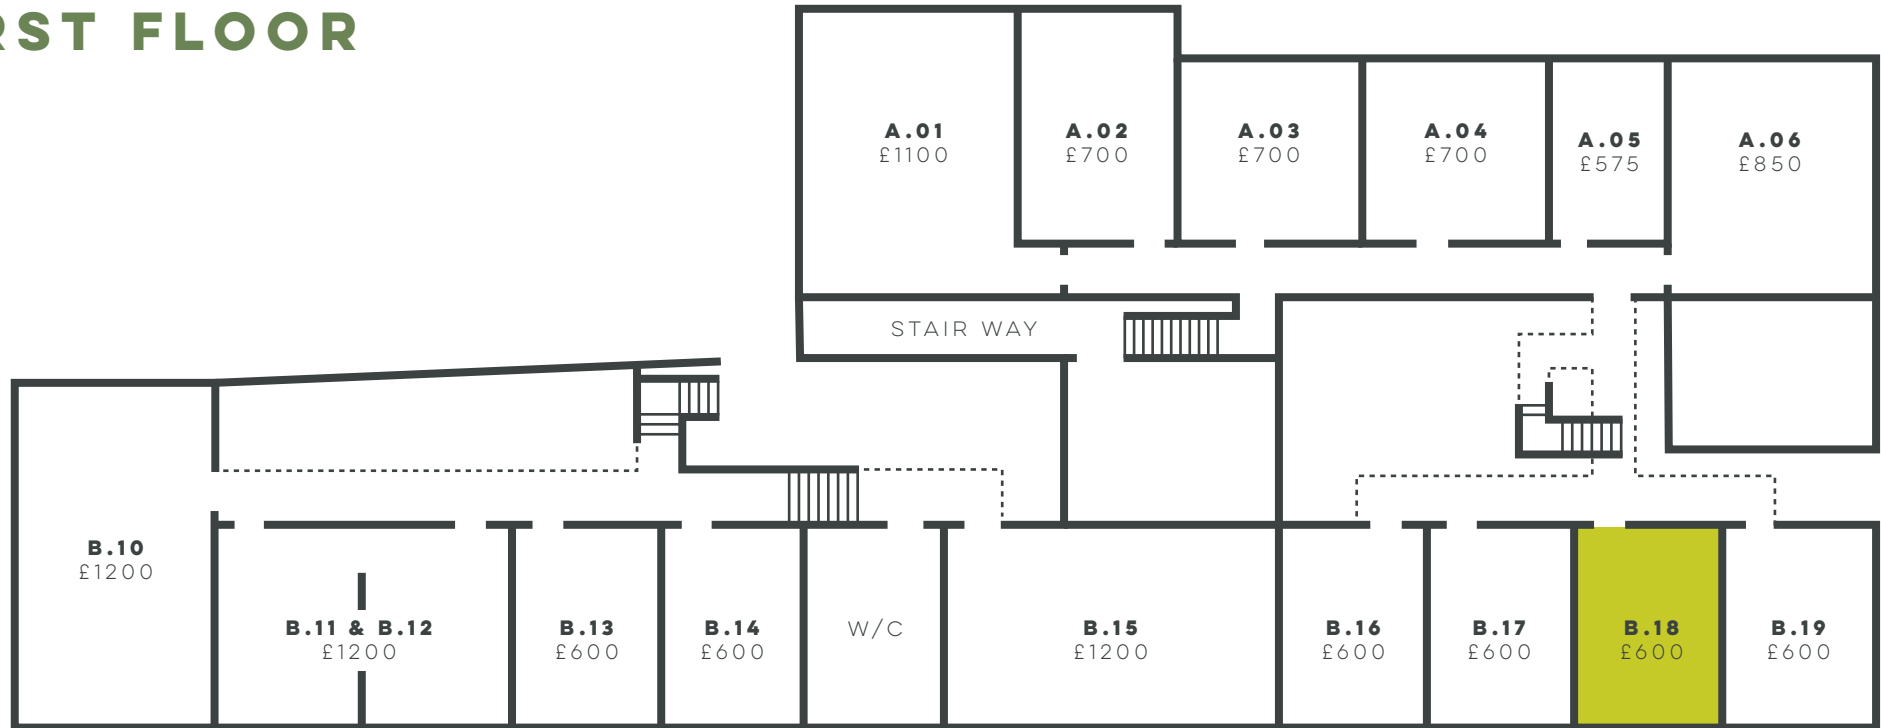 RST FLOOR
A.01
£1100
A.02
£700
A.03
£700
A.04
£700
A.05
£575
A.06
£850
STAIR WAY
B.10
£1200
B.11 & B.12
£1200
B.13
£600
B.14
£600
W/C
B.15
£1200
B.16
£600
B.17
£600
B.18
£600
B.19
£600